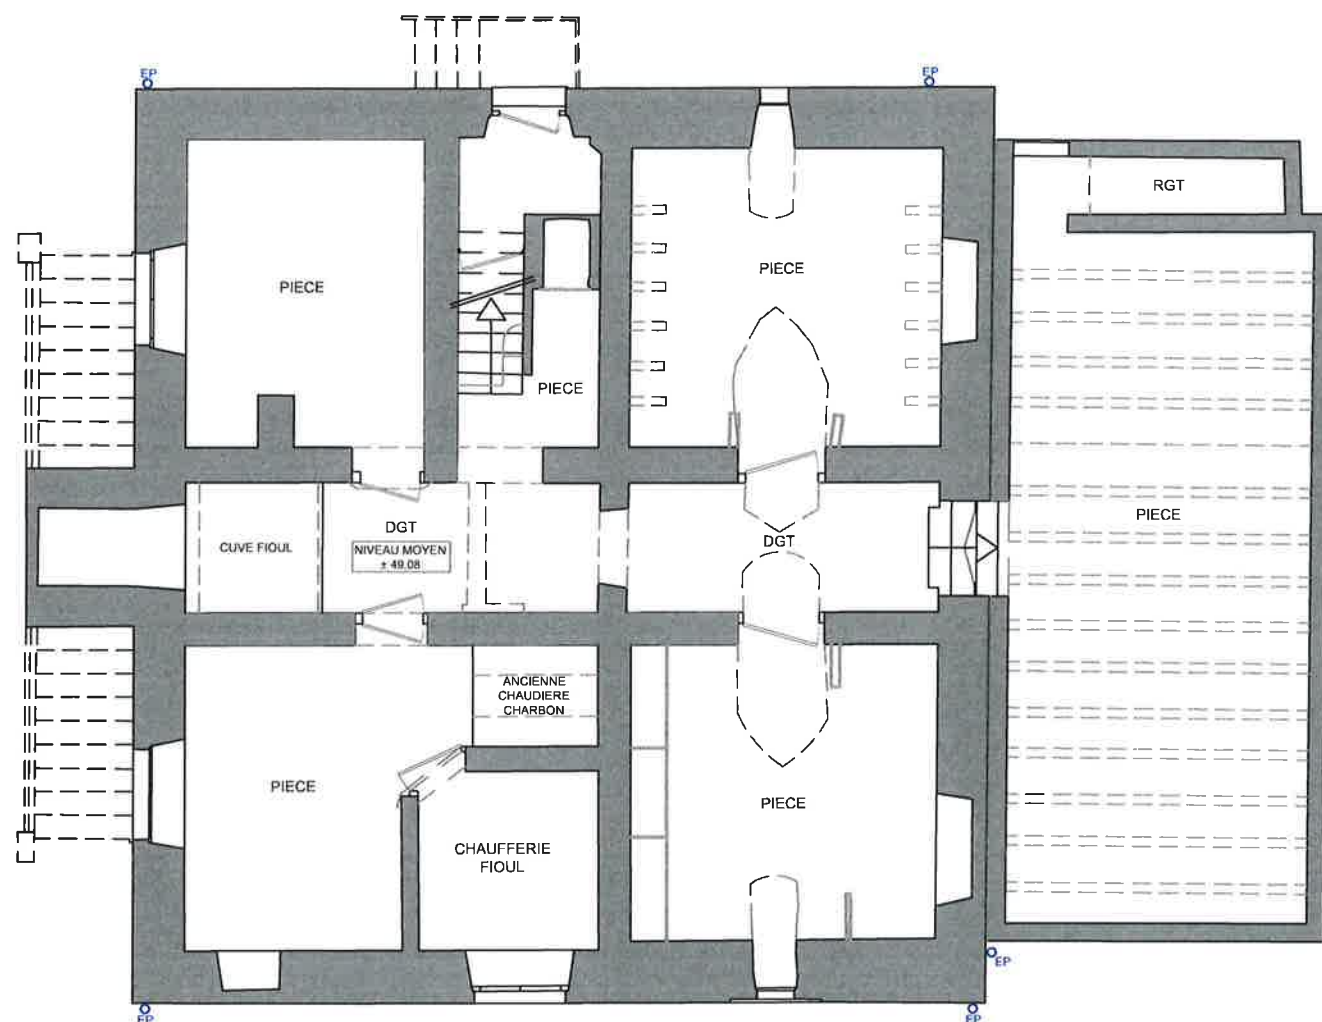 EP
EP
RGT
PIECE
PIECE
PIECE
PIECE
CUVE FIOUL
DGT
NIVEAU MOYEN
± 49,08
DGT
ANCIENNE
CHAUDIERE
CHARBON
PIECE
PIECE
CHAUFFERIE
FIOUL
EP
EP
EP